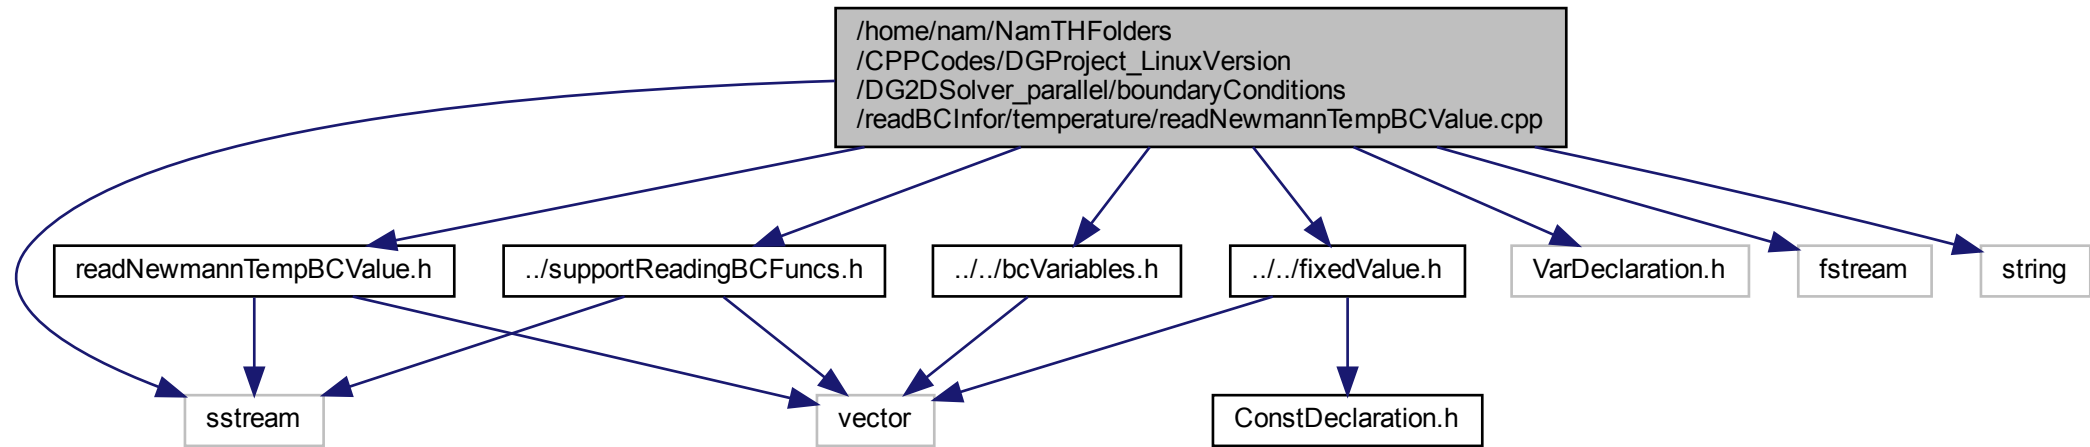 /home/nam/NamTHFolders
/CPPCodes/DGProject_LinuxVersion
/DG2DSolver_parallel/boundaryConditions
/readBCInfor/temperature/readNewmannTempBCValue.cpp
readNewmannTempBCValue.h
../supportReadingBCFuncs.h
../../bcVariables.h
../../fixedValue.h
VarDeclaration.h
fstream
string
sstream
vector
ConstDeclaration.h